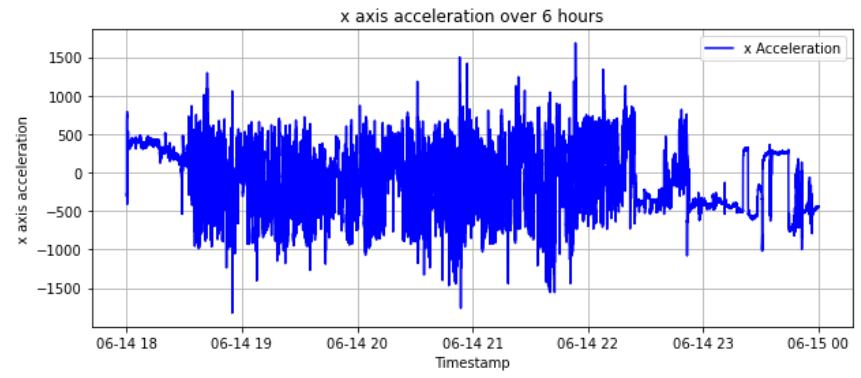 x axis acceleration over 6 hours
x Acceleration
1500
1000
500
0
−500
−1000
−1500
x axis acceleration
06-14 18 06-14 19 06-14 20 06-14 21 06-14 22 06-14 23 06-15 00
Timestamp